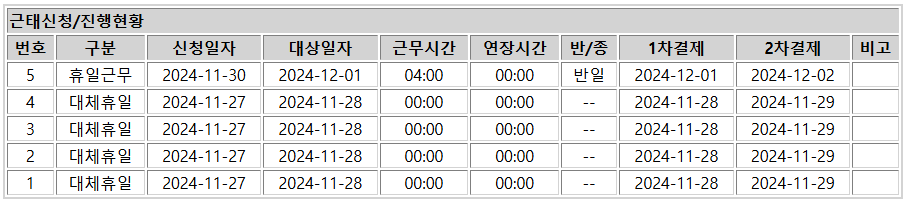 근태신청/진행현황
번호 구분 신청일자 대상일자 근무시간 연장시간 반/종 1차결제 2차결제 비고
5 휴일근무 2024-11-30 2024-12-01 04:00 00:00 반일 2024-12-01 2024-12-02
4 대체휴일 2024-11-27 2024-11-28 00:00 00:00 -- 2024-11-28 2024-11-29
3 대체휴일 2024-11-27 2024-11-28 00:00 00:00 -- 2024-11-28 2024-11-29
2 대체휴일 2024-11-27 2024-11-28 00:00 00:00 -- 2024-11-28 2024-11-29
1 대체휴일 2024-11-27 2024-11-28 00:00 00:00 -- 2024-11-28 2024-11-29